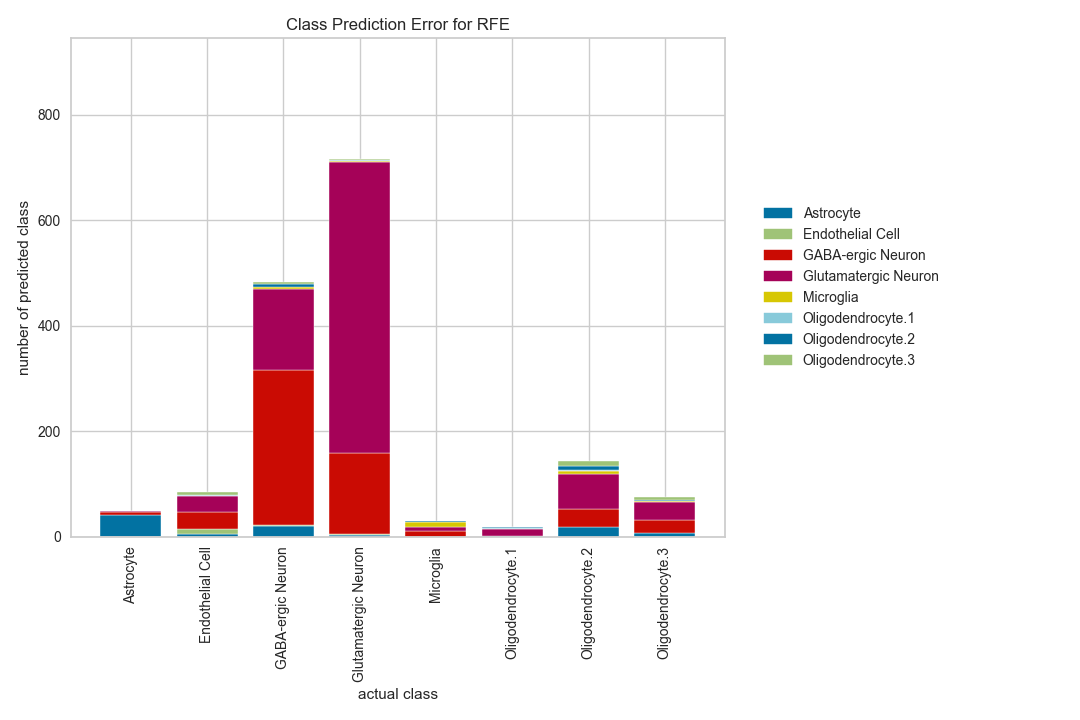 Class Prediction Error for RFE
number of predicted class
800
600
400
200
0
Astrocyte
Endothelial Cell
GABA-ergic Neuron
Glutamatergic Neuron
Microglia
Oligodendrocyte.1
Oligodendrocyte.2
Oligodendrocyte.3
actual class
Astrocyte
Endothelial Cell
GABA-ergic Neuron
Glutamatergic Neuron
Microglia
Oligodendrocyte.1
Oligodendrocyte.2
Oligodendrocyte.3